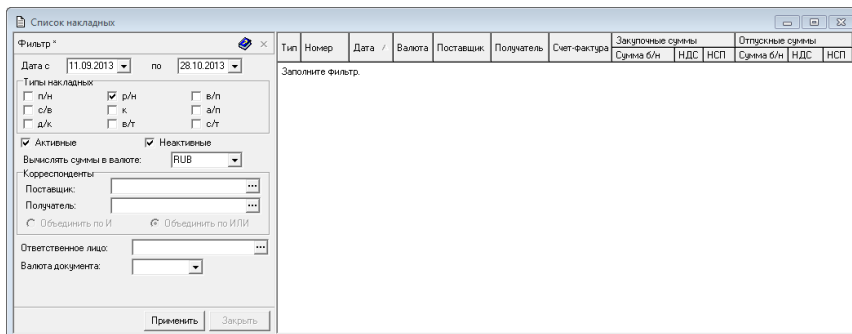 Список накладных
Фильтр *
Дата с 11.09.2013 по 28.10.2013
Типы накладных
п/н р/н в/п
с/в к а/п
д/к в/т с/т
Активные Неактивные
Вычислять суммы в валюте: RUB
Корреспонденты
Поставщик: ...
Получатель: ...
Объединить по И Объединить по ИЛИ
Ответственное лицо: ...
Валюта документа:
Применить Закрыть
Тип Номер Дата / Валюта Поставщик Получатель Счет-фактура Закупочные суммы Отпускные суммы
Сумма б/н НДС НСП Сумма б/н НДС НСП
Заполните фильтр.